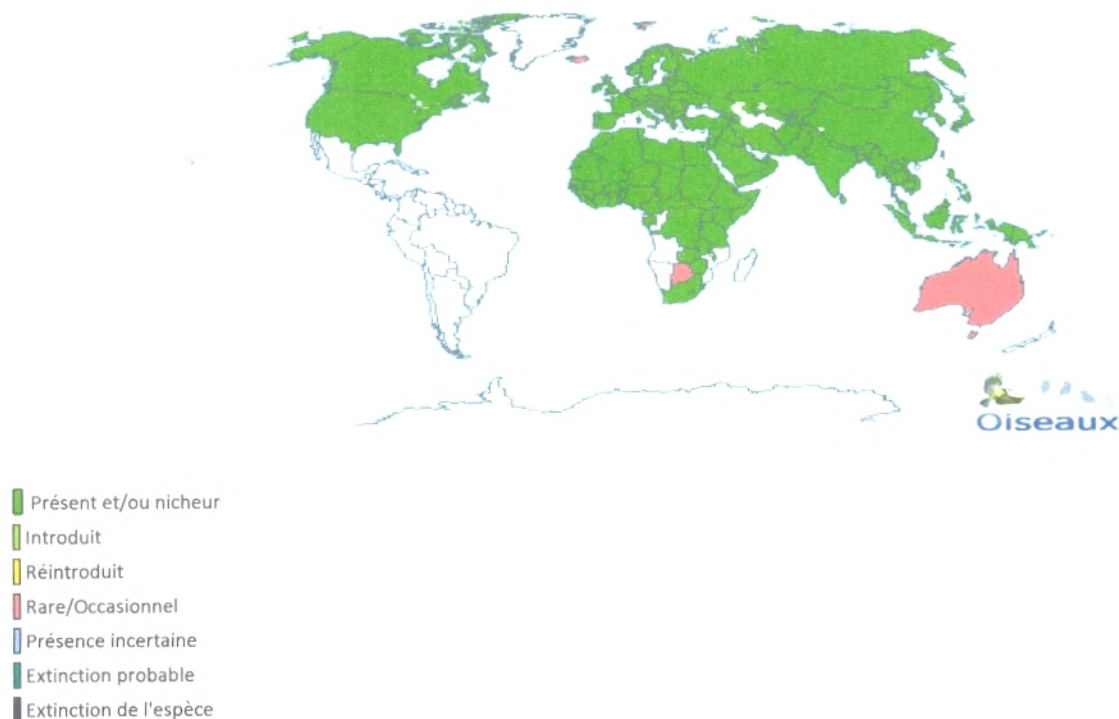 Oiseaux
Présent et/ou nicheur
Introduit
Réintroduit
Rare/Occasionnel
Présence incertaine
Extinction probable
Extinction de l'espèce